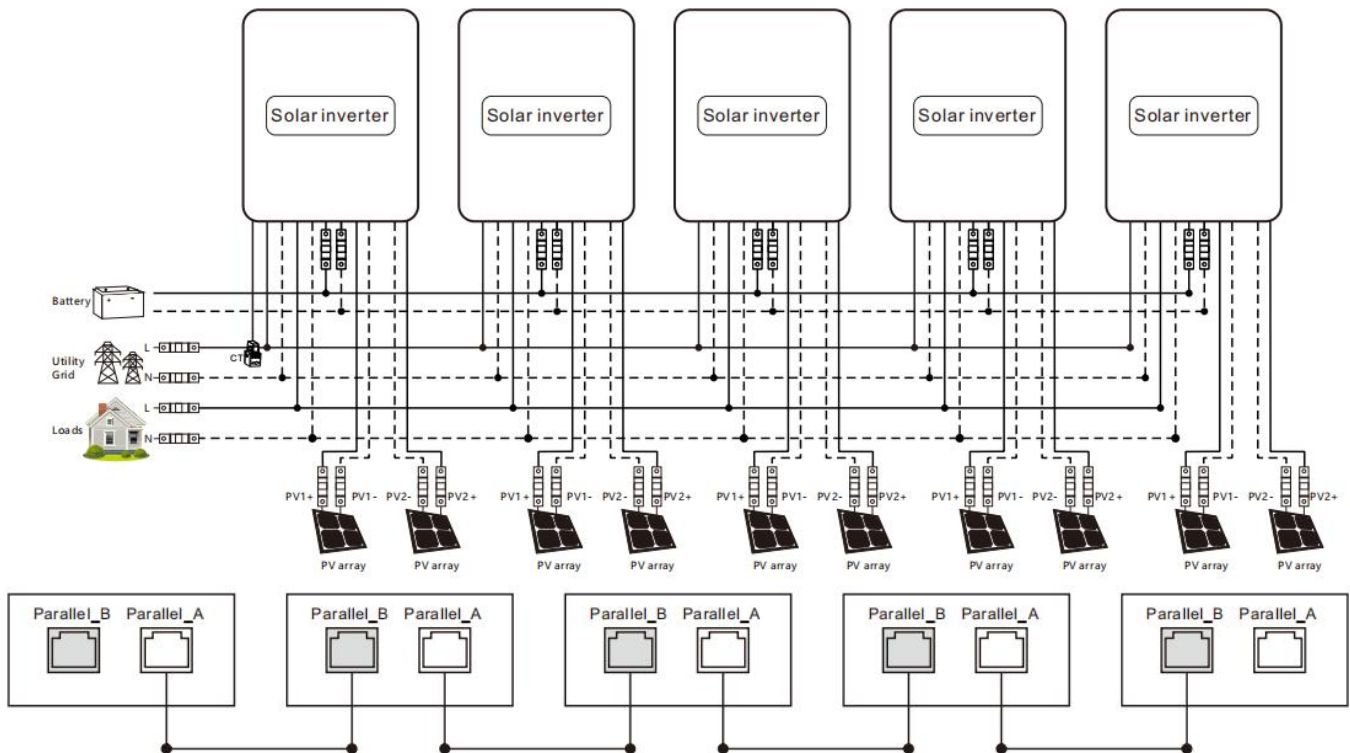 Solar inverter Solar inverter Solar inverter Solar inverter Solar inverter
Battery
L
CT
Utility
Grid
N
L
Loads
N
PV1+ PV1- PV2- PV2+ PV1+ PV1- PV2- PV2+ PV1+ PV1- PV2- PV2+ PV1+ PV1- PV2- PV2+ PV1+ PV1- PV2- PV2+
PV array PV array PV array PV array PV array PV array PV array PV array PV array PV array
Parallel_B Parallel_A Parallel_B Parallel_A Parallel_B Parallel_A Parallel_B Parallel_A Parallel_B Parallel_A